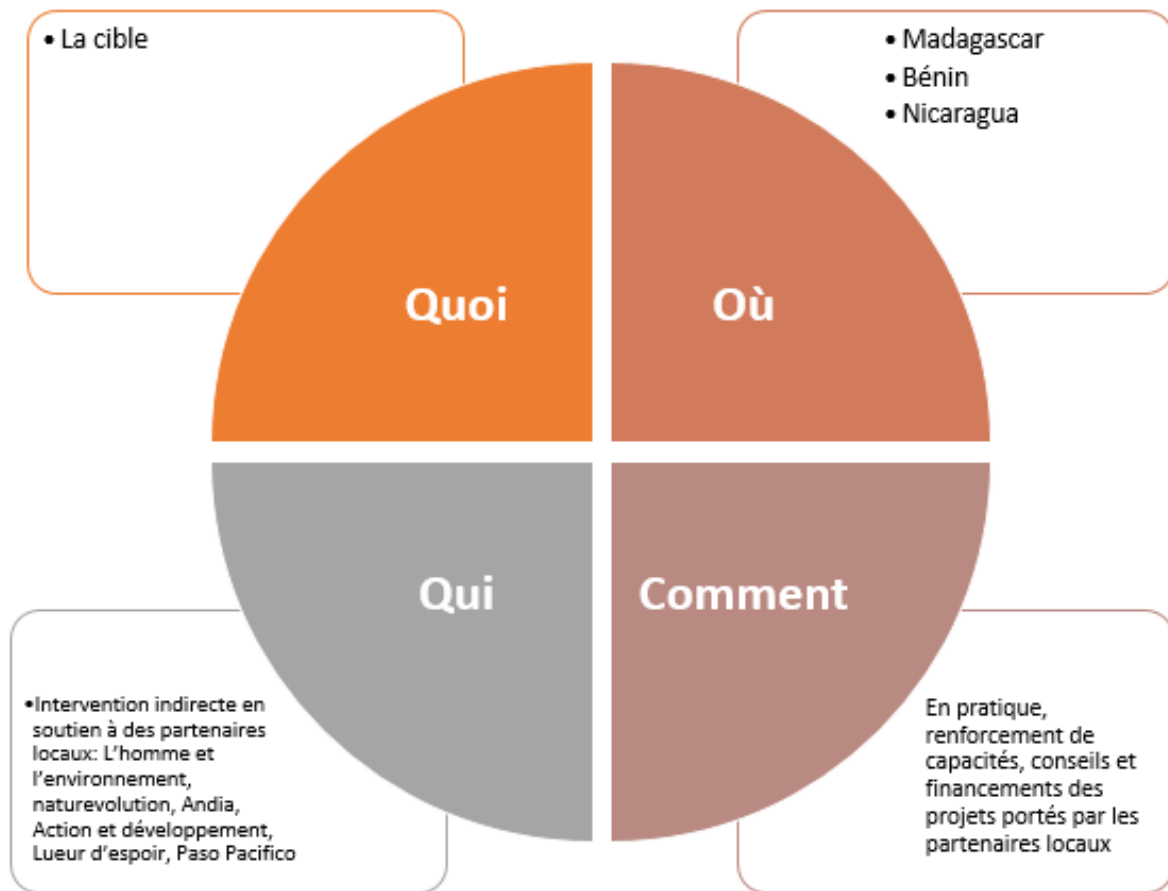 • La cible
• Madagascar
• Bénin
• Nicaragua
Quoi
Où
Qui
Comment
•Intervention indirecte en
soutien à des partenaires
locaux: L’homme et
l’environnement,
naturevolution, Andia,
Action et développement,
Lueur d’espoir, Paso Pacifico
En pratique,
renforcement de
capacités, conseils et
financements des
projets portés par les
partenaires locaux